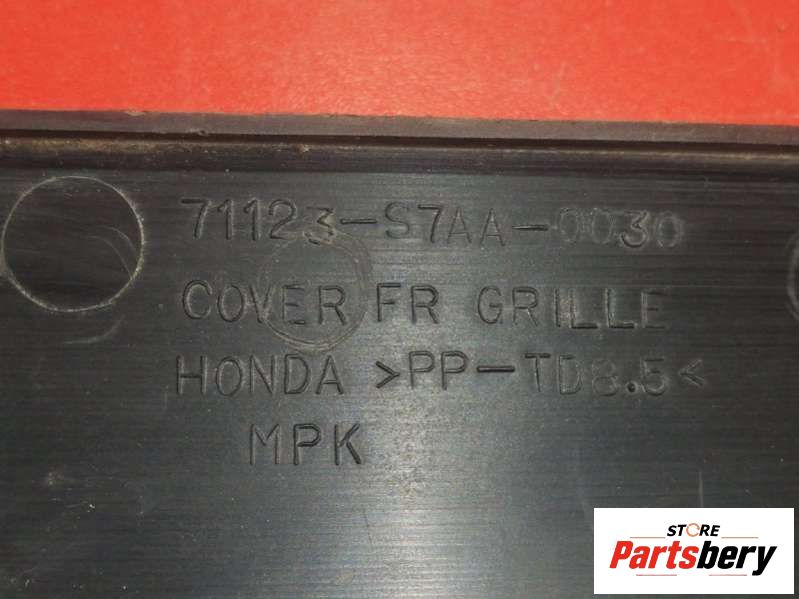 71123-S7AA-0030
COVER FR GRILLE
HONDA >PP-TD8.5<
MPK
STORE
Partsbery